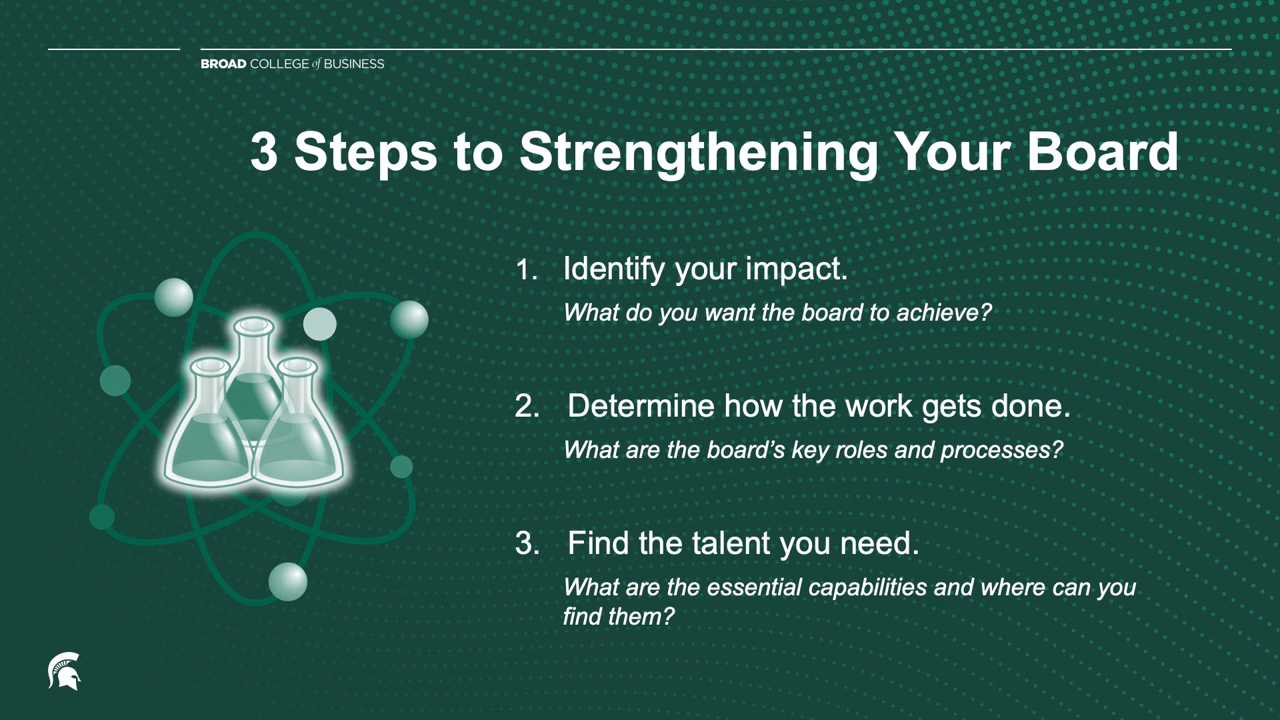 BROAD COLLEGE of BUSINESS
3 Steps to Strengthening Your Board
1. Identify your impact.
What do you want the board to achieve?
2. Determine how the work gets done.
What are the board’s key roles and processes?
3. Find the talent you need.
What are the essential capabilities and where can you
find them?